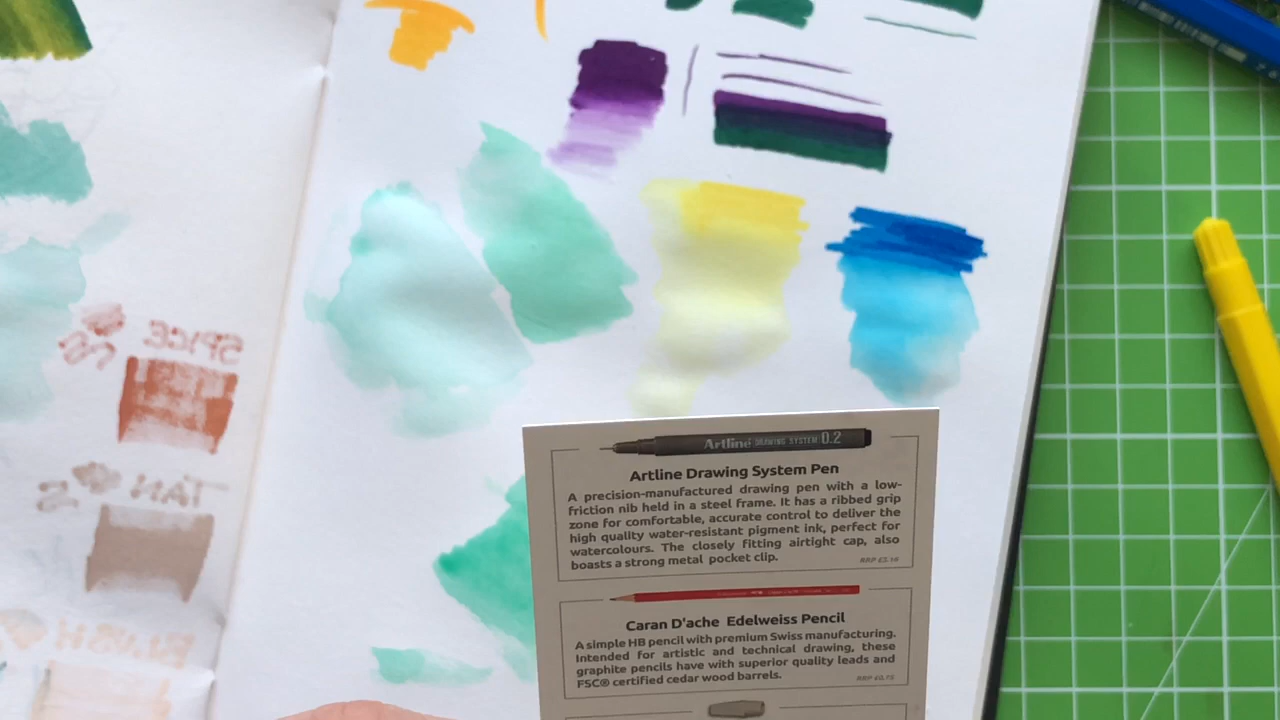 SPICE
TAN
BLUSH
Artline DRAWING SYSTEM 0.2
Artline Drawing System Pen
A precision-manufactured drawing pen with a low-
friction nib held in a steel frame. It has a ribbed grip
zone for comfortable, accurate control to deliver the
high quality water-resistant pigment ink, perfect for
watercolours. The closely fitting airtight cap, also
boasts a strong metal pocket clip.
Caran D'ache Edelweiss Pencil
A simple HB pencil with premium Swiss manufacturing.
Intended for artistic and technical drawing, these
graphite pencils have with superior quality leads and
FSC® certified cedar wood barrels.